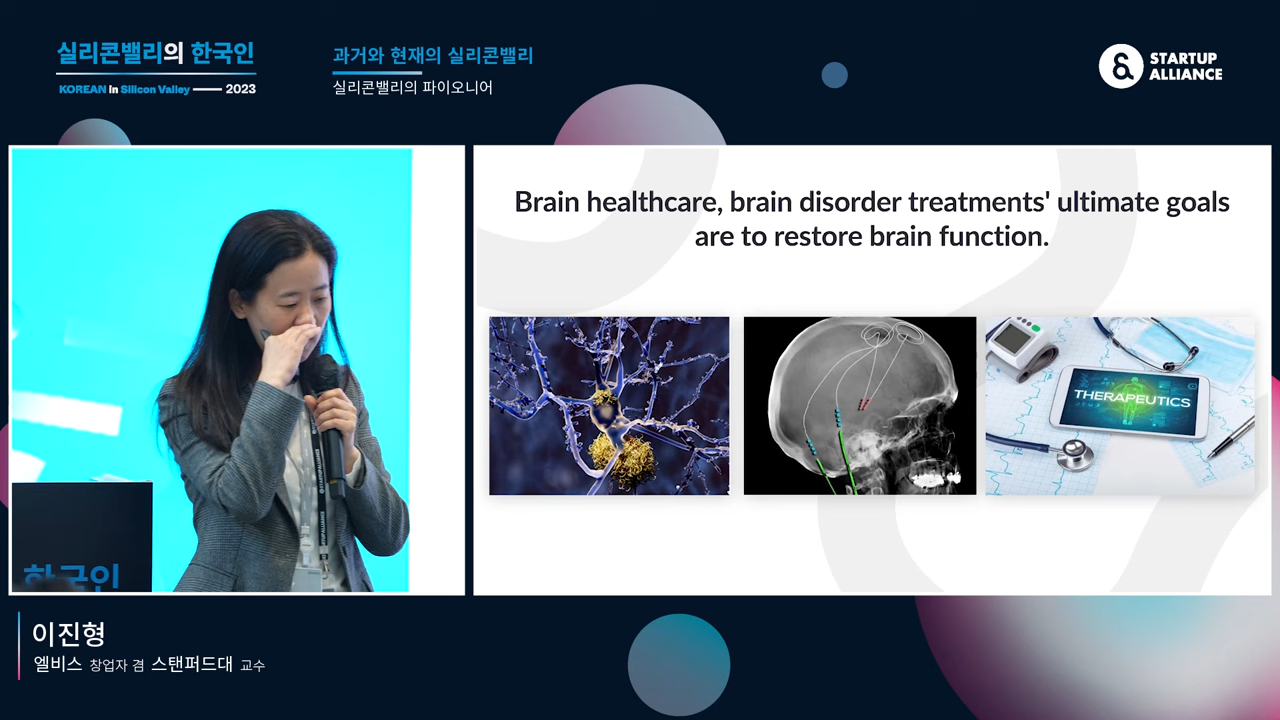 실리콘밸리의 한국인
KOREAN in Silicon Valley 2023
과거와 현재의 실리콘밸리
실리콘밸리의 파이오니어
STARTUP
ALLIANCE
Brain healthcare, brain disorder treatments' ultimate goals
are to restore brain function.
THERAPEUTICS
한국인
이진형
엘비스 창업자 겸 스탠퍼드대 교수